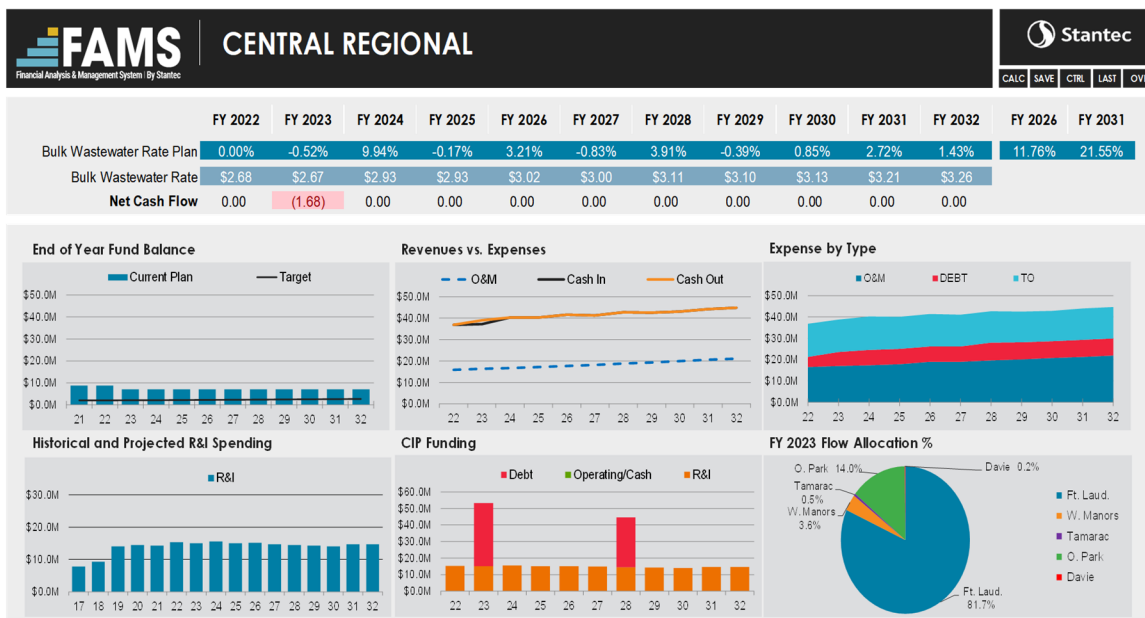 FAMS
Financial Analysis & Management System | By Stantec
CENTRAL REGIONAL
Stantec
CALC SAVE CTRL LAST
FY 2022 FY 2023 FY 2024 FY 2025 FY 2026 FY 2027 FY 2028 FY 2029 FY 2030 FY 2031 FY 2032 FY 2026 FY 2031
Bulk Wastewater Rate Plan 0.00% -0.52% 9.94% -0.17% 3.21% -0.83% 3.91% -0.39% 0.85% 2.72% 1.43% 11.76% 21.55%
Bulk Wastewater Rate $2.68 $2.67 $2.93 $2.93 $3.02 $3.00 $3.11 $3.10 $3.13 $3.21 $3.26
Net Cash Flow 0.00 (1.68) 0.00 0.00 0.00 0.00 0.00 0.00 0.00 0.00 0.00
End of Year Fund Balance
Current Plan Target
$50.0M
$40.0M
$30.0M
$20.0M
$10.0M
$0.0M
21 22 23 24 25 26 27 28 29 30 31 32
Revenues vs. Expenses
O&M Cash In Cash Out
$50.0M
$40.0M
$30.0M
$20.0M
$10.0M
$0.0M
22 23 24 25 26 27 28 29 30 31 32
Expense by Type
O&M DEBT TO
$50.0M
$40.0M
$30.0M
$20.0M
$10.0M
$0.0M
22 23 24 25 26 27 28 29 30 31 32
Historical and Projected R&I Spending
R&I
$30.0M
$20.0M
$10.0M
$0.0M
17 18 19 20 21 22 23 24 25 26 27 28 29 30 31 32
CIP Funding
Debt Operating/Cash R&I
$60.0M
$50.0M
$40.0M
$30.0M
$20.0M
$10.0M
$0.0M
22 23 24 25 26 27 28 29 30 31 32
FY 2023 Flow Allocation %
O. Park 14.0%
Davie 0.2%
Tamarac
0.5%
W. Manors
3.6%
Ft. Laud.
81.7%
Ft. Laud.
W. Manors
Tamarac
O. Park
Davie